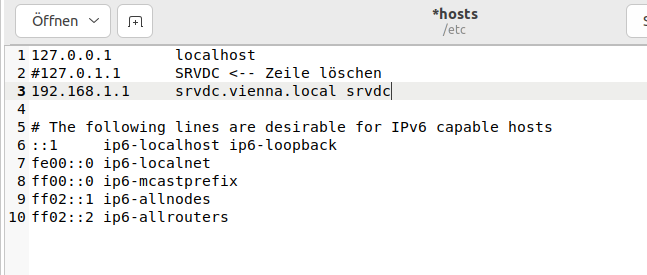 Öffnen
*hosts
/etc
S
1 127.0.0.1 localhost
2 #127.0.1.1 SRVDC <-- Zeile löschen
3 192.168.1.1 srvdc.vienna.local srvdc
4
5 # The following lines are desirable for IPv6 capable hosts
6 ::1 ip6-localhost ip6-loopback
7 fe00::0 ip6-localnet
8 ff00::0 ip6-mcastprefix
9 ff02::1 ip6-allnodes
10 ff02::2 ip6-allrouters